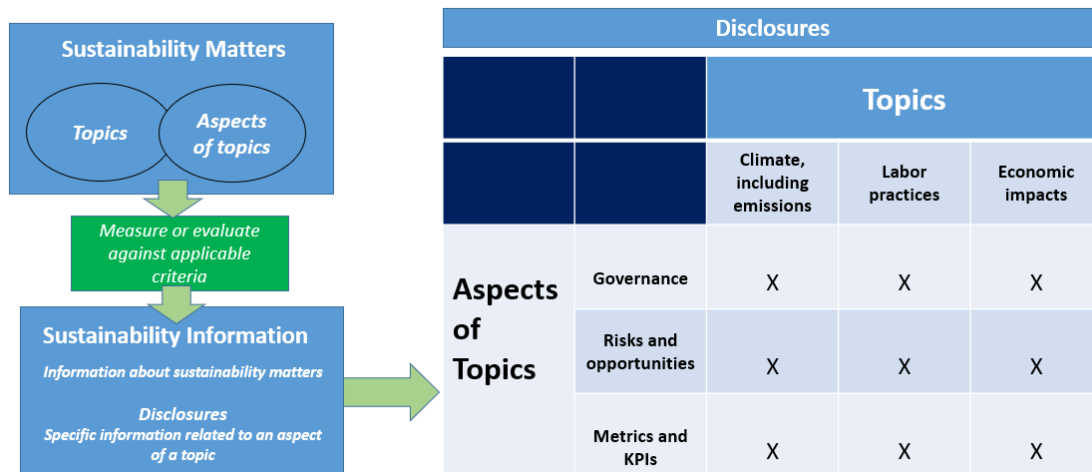 Sustainability Matters
Topics
Aspects
of topics
Measure or evaluate
against applicable
criteria
Sustainability Information
Information about sustainability matters
Disclosures
Specific information related to an aspect
of a topic
Disclosures
Topics
Climate,
including
emissions
Labor
practices
Economic
impacts
Aspects
of
Topics
Governance
X X X
Risks and
opportunities
X X X
Metrics and
KPIs
X X X